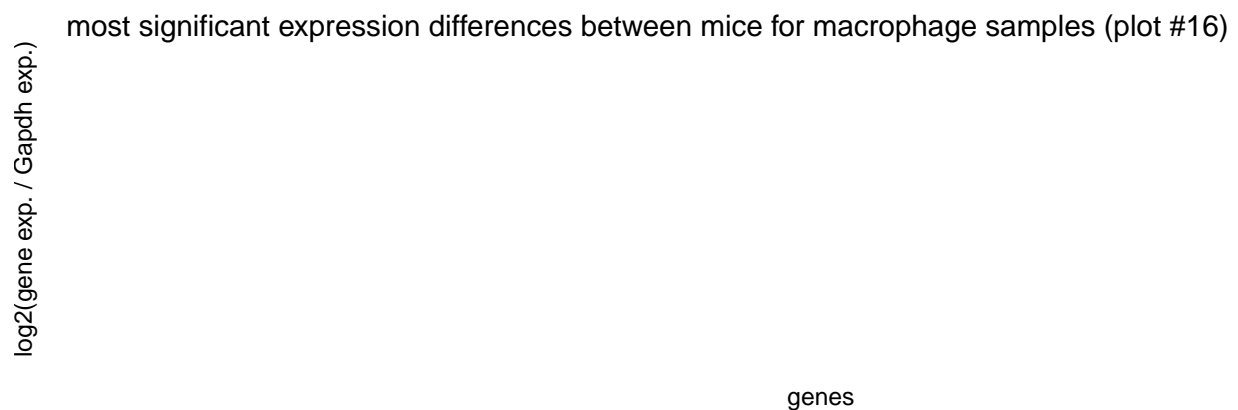 most significant expression differences between mice for macrophage samples (plot #16)
log2(gene exp. / Gapdh exp.)
genes